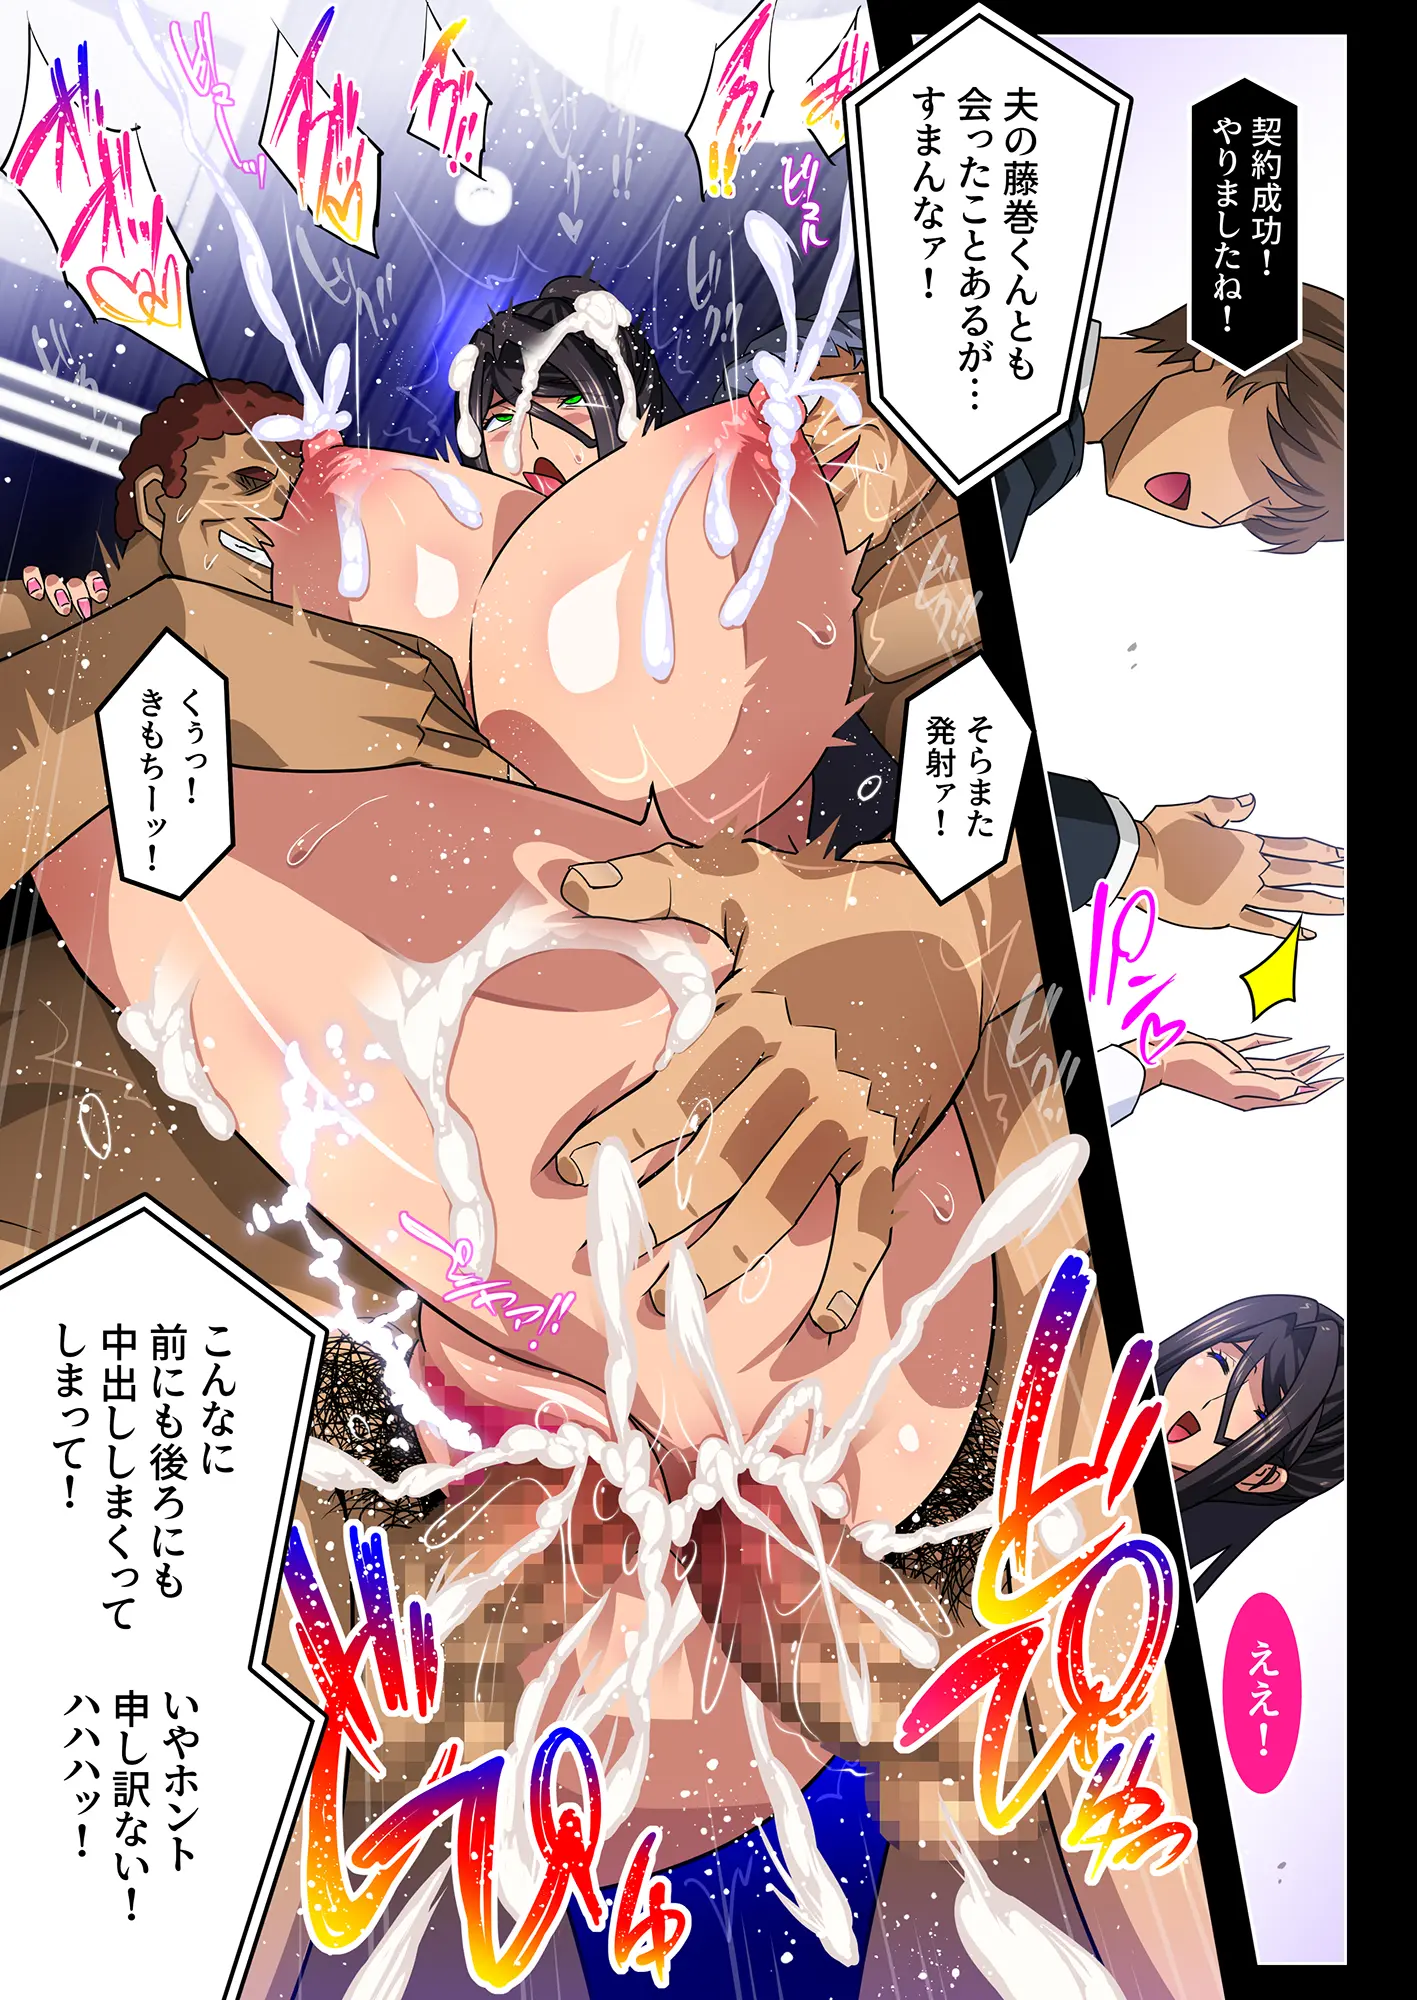 契約成功！
やりましたね！
夫の藤巻くんとも
会ったことあるが…
すまんなァ！
パンッ♡
ええ！
そらまた
発射ァ！
くぅっ！
きもちーッ！
こんなに
前にも後ろにも
中出ししまくって
しまって！
いやホント
申し訳ない！
ハハハッ！